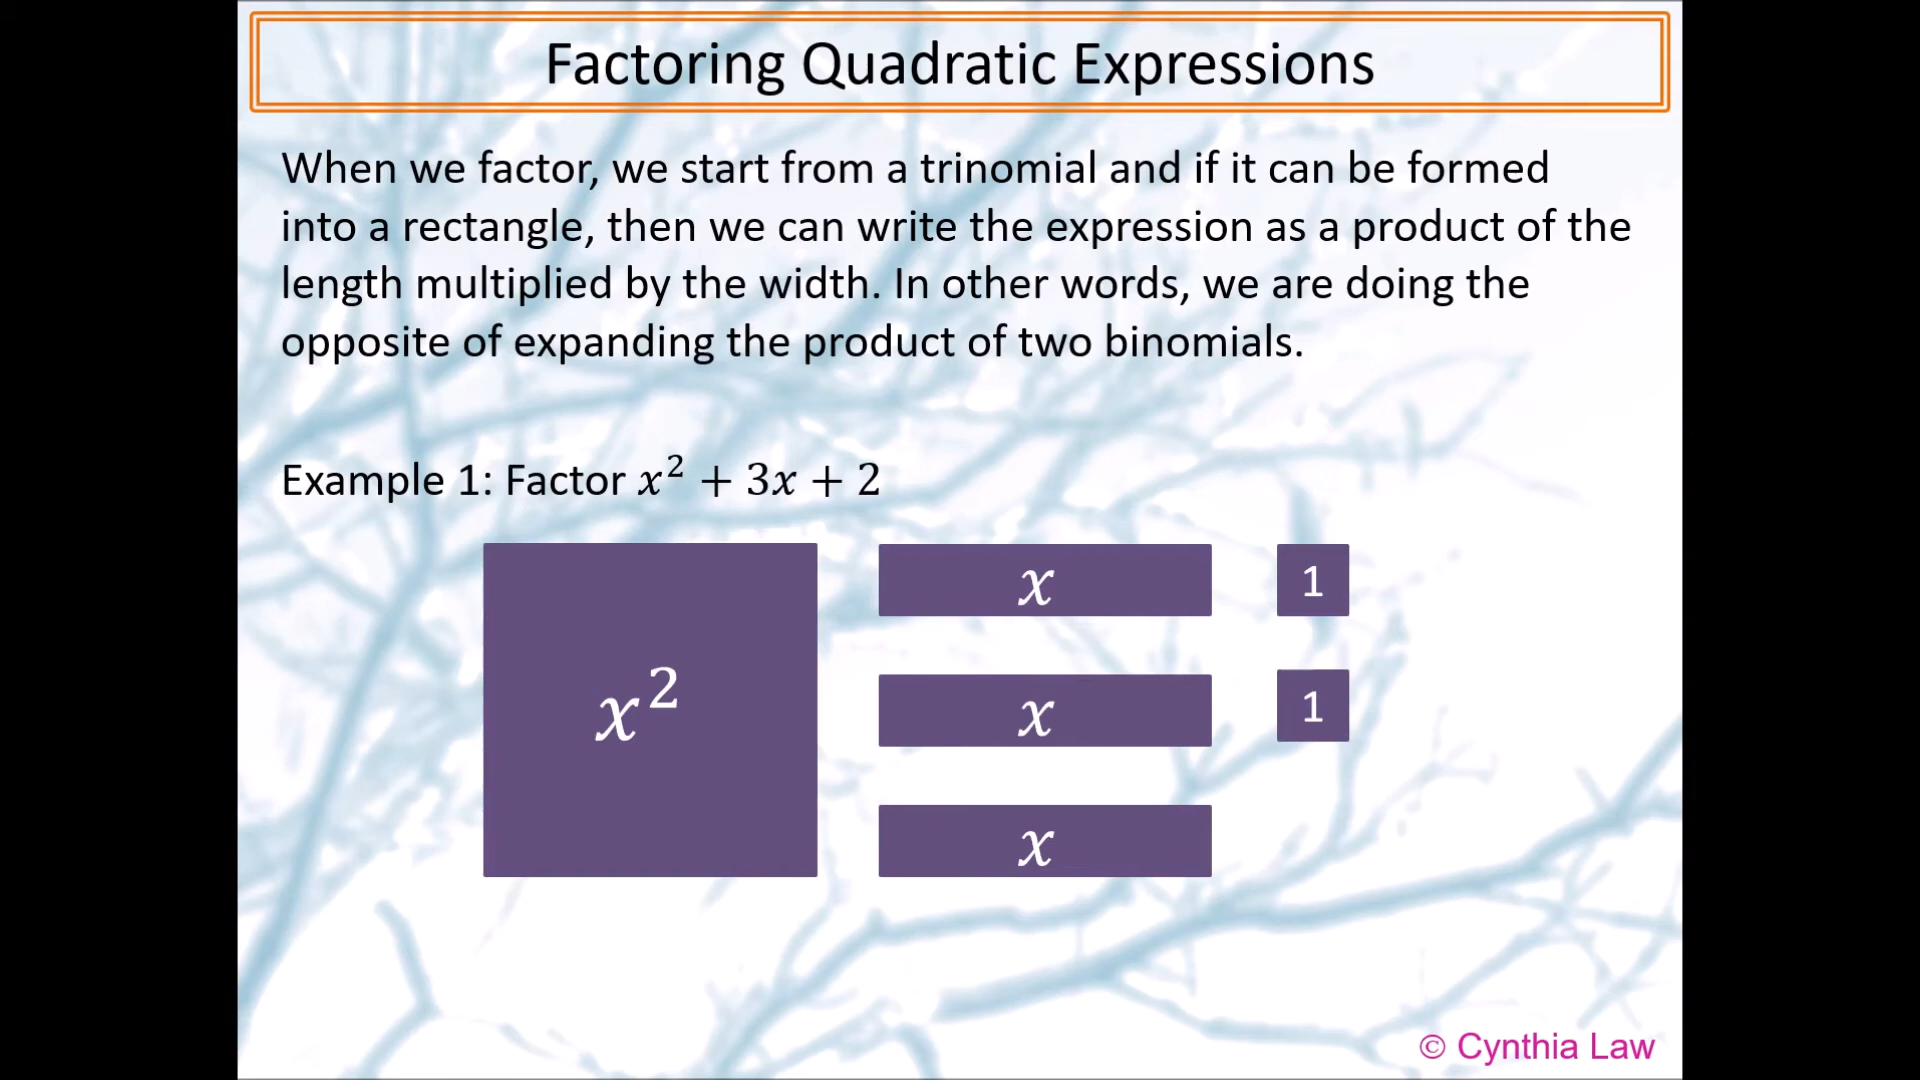 Factoring Quadratic Expressions
When we factor, we start from a trinomial and if it can be formed
into a rectangle, then we can write the expression as a product of the
length multiplied by the width. In other words, we are doing the
opposite of expanding the product of two binomials.
Example 1: Factor x² + 3x + 2
x²
x
1
x
1
x
© Cynthia Law